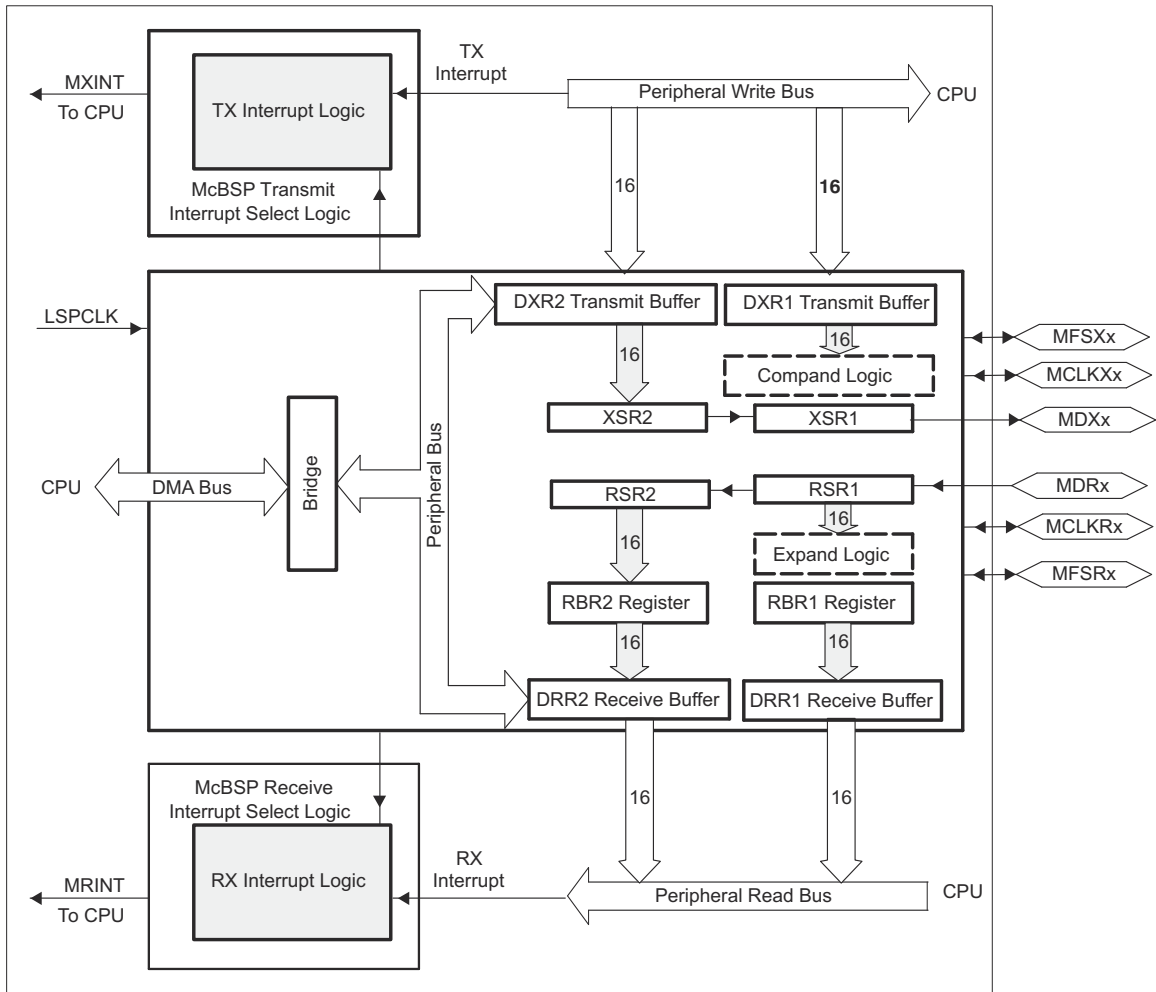 MXINT
To CPU
TX Interrupt Logic
McBSP Transmit
Interrupt Select Logic
TX
Interrupt
Peripheral Write Bus
CPU
16
16
LSPCLK
DXR2 Transmit Buffer
DXR1 Transmit Buffer
16
16
Compand Logic
XSR2
XSR1
MFSXx
MCLKXx
MDXx
CPU
DMA Bus
Bridge
Peripheral Bus
RSR2
RSR1
MDRx
16
16
Expand Logic
MCLKRx
MFSRx
RBR2 Register
RBR1 Register
16
16
DRR2 Receive Buffer
DRR1 Receive Buffer
McBSP Receive
Interrupt Select Logic
16
16
RX Interrupt Logic
MRINT
To CPU
RX
Interrupt
Peripheral Read Bus
CPU